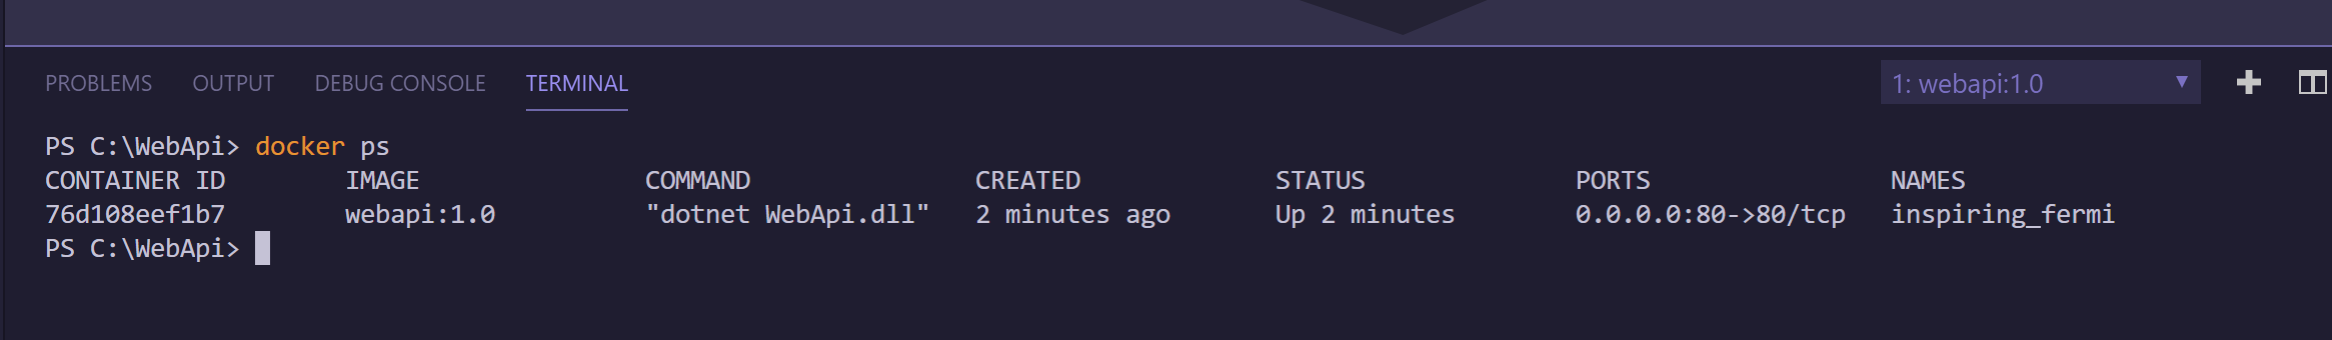 PROBLEMS OUTPUT DEBUG CONSOLE TERMINAL 1: webapi:1.0
PS C:\WebApi> docker ps
CONTAINER ID IMAGE COMMAND CREATED STATUS PORTS NAMES
76d108eef1b7 webapi:1.0 "dotnet WebApi.dll" 2 minutes ago Up 2 minutes 0.0.0.0:80->80/tcp inspiring_fermi
PS C:\WebApi>